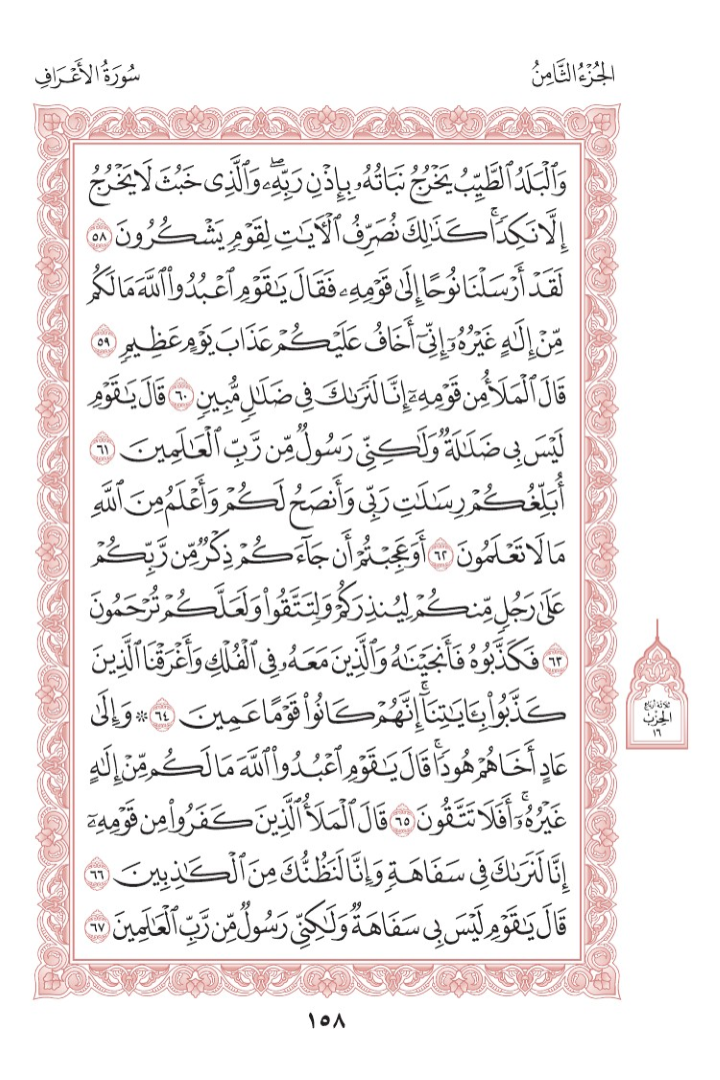 الجُزْءُ الثَّامِنُ
سُورَةُ الأَعْرَافِ
وَٱلْبَلَدُ ٱلطَّيِّبُ يَخْرُجُ نَبَاتُهُۥ بِإِذْنِ رَبِّهِۦۖ وَٱلَّذِى خَبُثَ لَا يَخْرُجُ
إِلَّا نَكِدًاۚ كَذَٰلِكَ نُصَرِّفُ ٱلْأَيَٰتِ لِقَوْمٍ يَشْكُرُونَ ٥٨
لَقَدْ أَرْسَلْنَا نُوحًا إِلَىٰ قَوْمِهِۦ فَقَالَ يَٰقَوْمِ ٱعْبُدُوا۟ ٱللَّهَ مَا لَكُم
مِّنْ إِلَٰهٍ غَيْرُهُۥٓ إِنِّىٓ أَخَافُ عَلَيْكُمْ عَذَابَ يَوْمٍ عَظِيمٍ ٥٩
قَالَ ٱلْمَلَأُ مِن قَوْمِهِۦٓ إِنَّا لَنَرَىٰكَ فِى ضَلَٰلٍ مُّبِينٍ ٦٠ قَالَ يَٰقَوْمِ
لَيْسَ بِى ضَلَٰلَةٌ وَلَٰكِنِّى رَسُولٌ مِّن رَّبِّ ٱلْعَٰلَمِينَ ٦١
أُبَلِّغُكُمْ رِسَٰلَٰتِ رَبِّى وَأَنصَحُ لَكُمْ وَأَعْلَمُ مِنَ ٱللَّهِ
مَا لَا تَعْلَمُونَ ٦٢ أَوَعَجِبْتُمْ أَن جَآءَكُمْ ذِكْرٌ مِّن رَّبِّكُمْ
عَلَىٰ رَجُلٍ مِّنكُمْ لِيُنذِرَكُمْ وَلِتَتَّقُوا۟ وَلَعَلَّكُمْ تُرْحَمُونَ
٦٣ فَكَذَّبُوهُ فَأَنجَيْنَٰهُ وَٱلَّذِينَ مَعَهُۥ فِى ٱلْفُلْكِ وَأَغْرَقْنَا ٱلَّذِينَ
كَذَّبُوا۟ بِـَٔايَٰتِنَآۚ إِنَّهُمْ كَانُوا۟ قَوْمًا عَمِينَ ٦٤ ۞ وَإِلَىٰ
عَادٍ أَخَاهُمْ هُودًاۚ قَالَ يَٰقَوْمِ ٱعْبُدُوا۟ ٱللَّهَ مَا لَكُم مِّنْ إِلَٰهٍ
غَيْرُهُۥٓۚ أَفَلَا تَتَّقُونَ ٦٥ قَالَ ٱلْمَلَأُ ٱلَّذِينَ كَفَرُوا۟ مِن قَوْمِهِۦٓ
إِنَّا لَنَرَىٰكَ فِى سَفَاهَةٍ وَإِنَّا لَنَظُنُّكَ مِنَ ٱلْكَٰذِبِينَ ٦٦
قَالَ يَٰقَوْمِ لَيْسَ بِى سَفَاهَةٌ وَلَٰكِنِّى رَسُولٌ مِّن رَّبِّ ٱلْعَٰلَمِينَ ٦٧
ثلاثة أرباع
الحِزْب
١٦
١٥٨